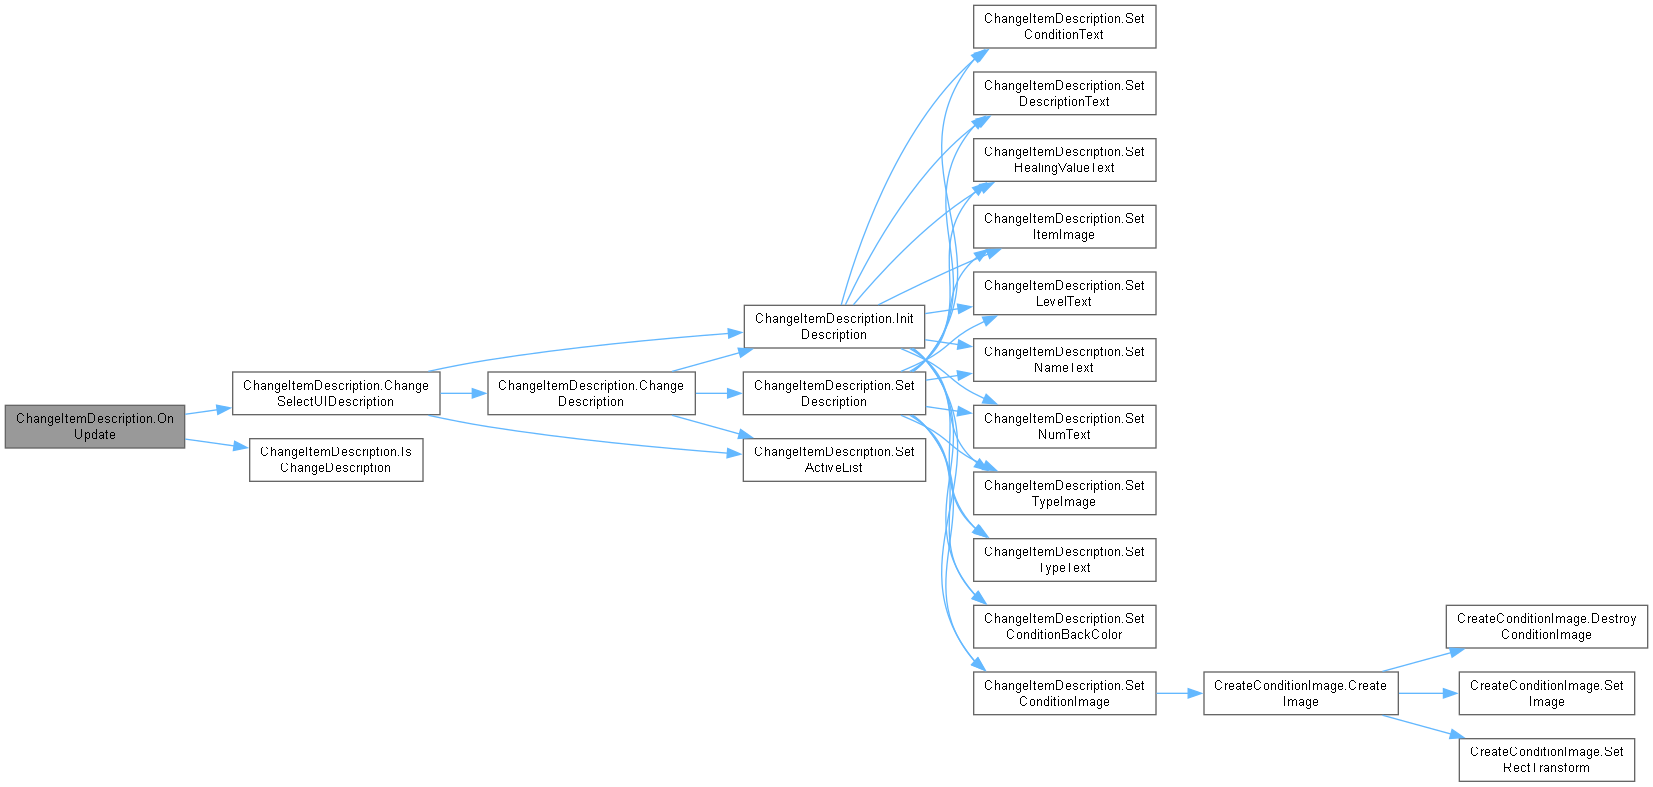 ChangeItemDescription.On
Update
ChangeItemDescription.Change
SelectUIDescription
ChangeItemDescription.Is
ChangeDescription
ChangeItemDescription.Change
Description
ChangeItemDescription.Init
Description
ChangeItemDescription.Set
Description
ChangeItemDescription.Set
ActiveList
ChangeItemDescription.Set
ConditionText
ChangeItemDescription.Set
DescriptionText
ChangeItemDescription.Set
HealingValueText
ChangeItemDescription.Set
ItemImage
ChangeItemDescription.Set
LevelText
ChangeItemDescription.Set
NameText
ChangeItemDescription.Set
NumText
ChangeItemDescription.Set
TypeImage
ChangeItemDescription.Set
TypeText
ChangeItemDescription.Set
ConditionBackColor
ChangeItemDescription.Set
ConditionImage
CreateConditionImage.Create
Image
CreateConditionImage.Destroy
ConditionImage
CreateConditionImage.Set
Image
CreateConditionImage.Set
RectTransform